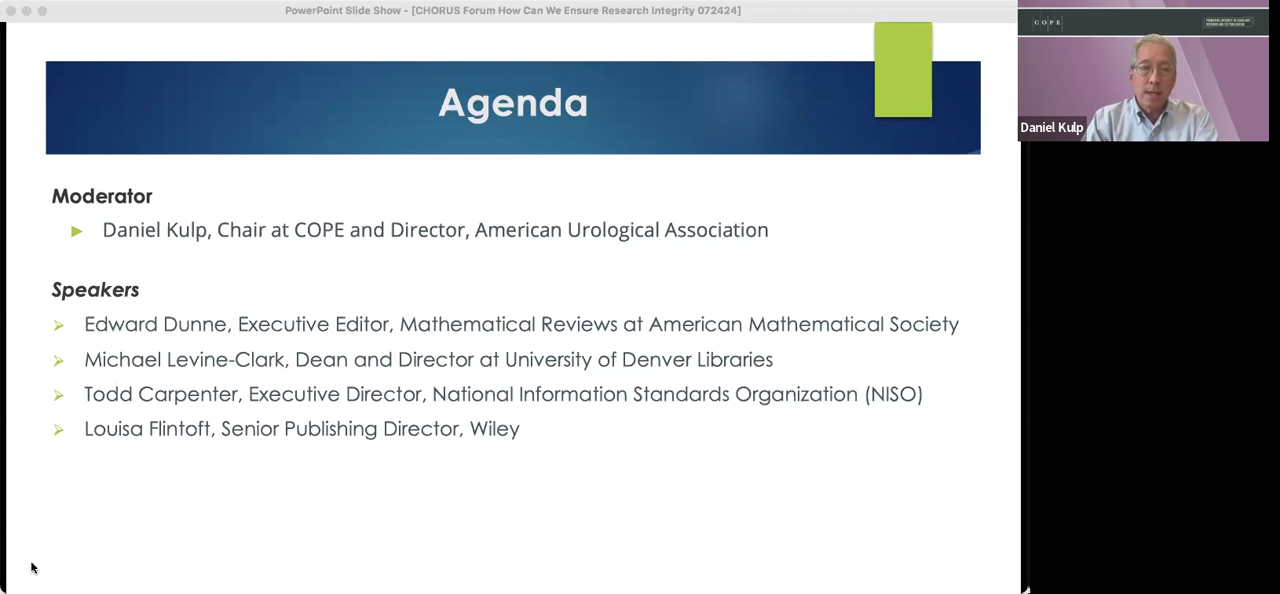 PowerPoint Slide Show - [CHORUS Forum How Can We Ensure Research Integrity 072424]
Agenda
Moderator
Daniel Kulp, Chair at COPE and Director, American Urological Association
Speakers
Edward Dunne, Executive Editor, Mathematical Reviews at American Mathematical Society
Michael Levine-Clark, Dean and Director at University of Denver Libraries
Todd Carpenter, Executive Director, National Information Standards Organization (NISO)
Louisa Flintoft, Senior Publishing Director, Wiley
COPE
Daniel Kulp